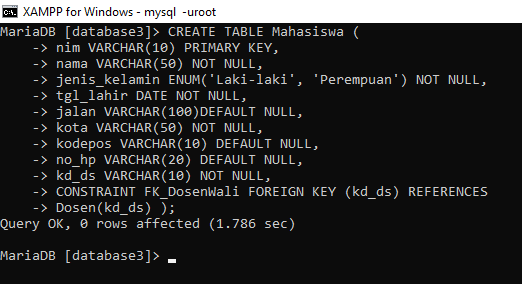 XAMPP for Windows - mysql -uroot
MariaDB [database3]> CREATE TABLE Mahasiswa (
-> nim VARCHAR(10) PRIMARY KEY,
-> nama VARCHAR(50) NOT NULL,
-> jenis_kelamin ENUM('Laki-laki', 'Perempuan') NOT NULL,
-> tgl_lahir DATE NOT NULL,
-> jalan VARCHAR(100)DEFAULT NULL,
-> kota VARCHAR(50) NOT NULL,
-> kodepos VARCHAR(10) DEFAULT NULL,
-> no_hp VARCHAR(20) DEFAULT NULL,
-> kd_ds VARCHAR(10) NOT NULL,
-> CONSTRAINT FK_DosenWali FOREIGN KEY (kd_ds) REFERENCES
-> Dosen(kd_ds) );
Query OK, 0 rows affected (1.786 sec)
MariaDB [database3]>